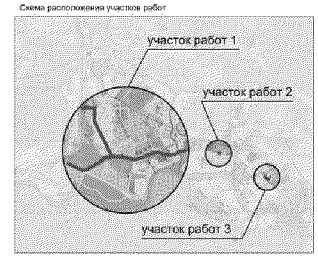 Схема расположения участков работ
участок работ 1
участок работ 2
участок работ 3